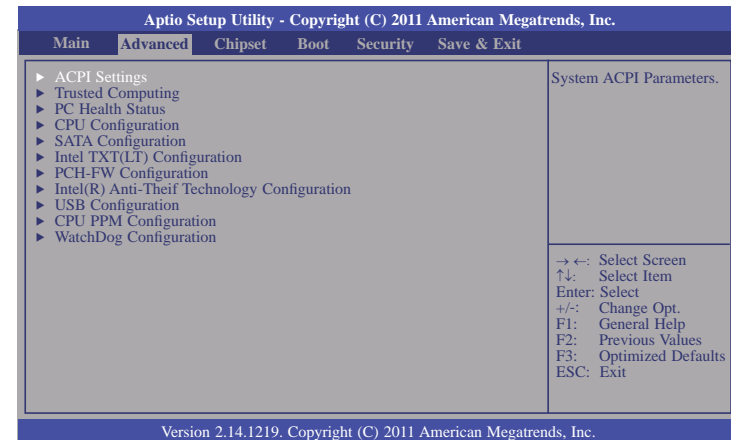 Aptio Setup Utility - Copyright (C) 2011 American Megatrends, Inc.
Main Advanced Chipset Boot Security Save & Exit
► ACPI Settings
► Trusted Computing
► PC Health Status
► CPU Configuration
► SATA Configuration
► Intel TXT(LT) Configuration
► PCH-FW Configuration
► Intel(R) Anti-Theif Technology Configuration
► USB Configuration
► CPU PPM Configuration
► WatchDog Configuration
System ACPI Parameters.
→←: Select Screen
↑↓: Select Item
Enter: Select
+/-: Change Opt.
F1: General Help
F2: Previous Values
F3: Optimized Defaults
ESC: Exit
Version 2.14.1219. Copyright (C) 2011 American Megatrends, Inc.